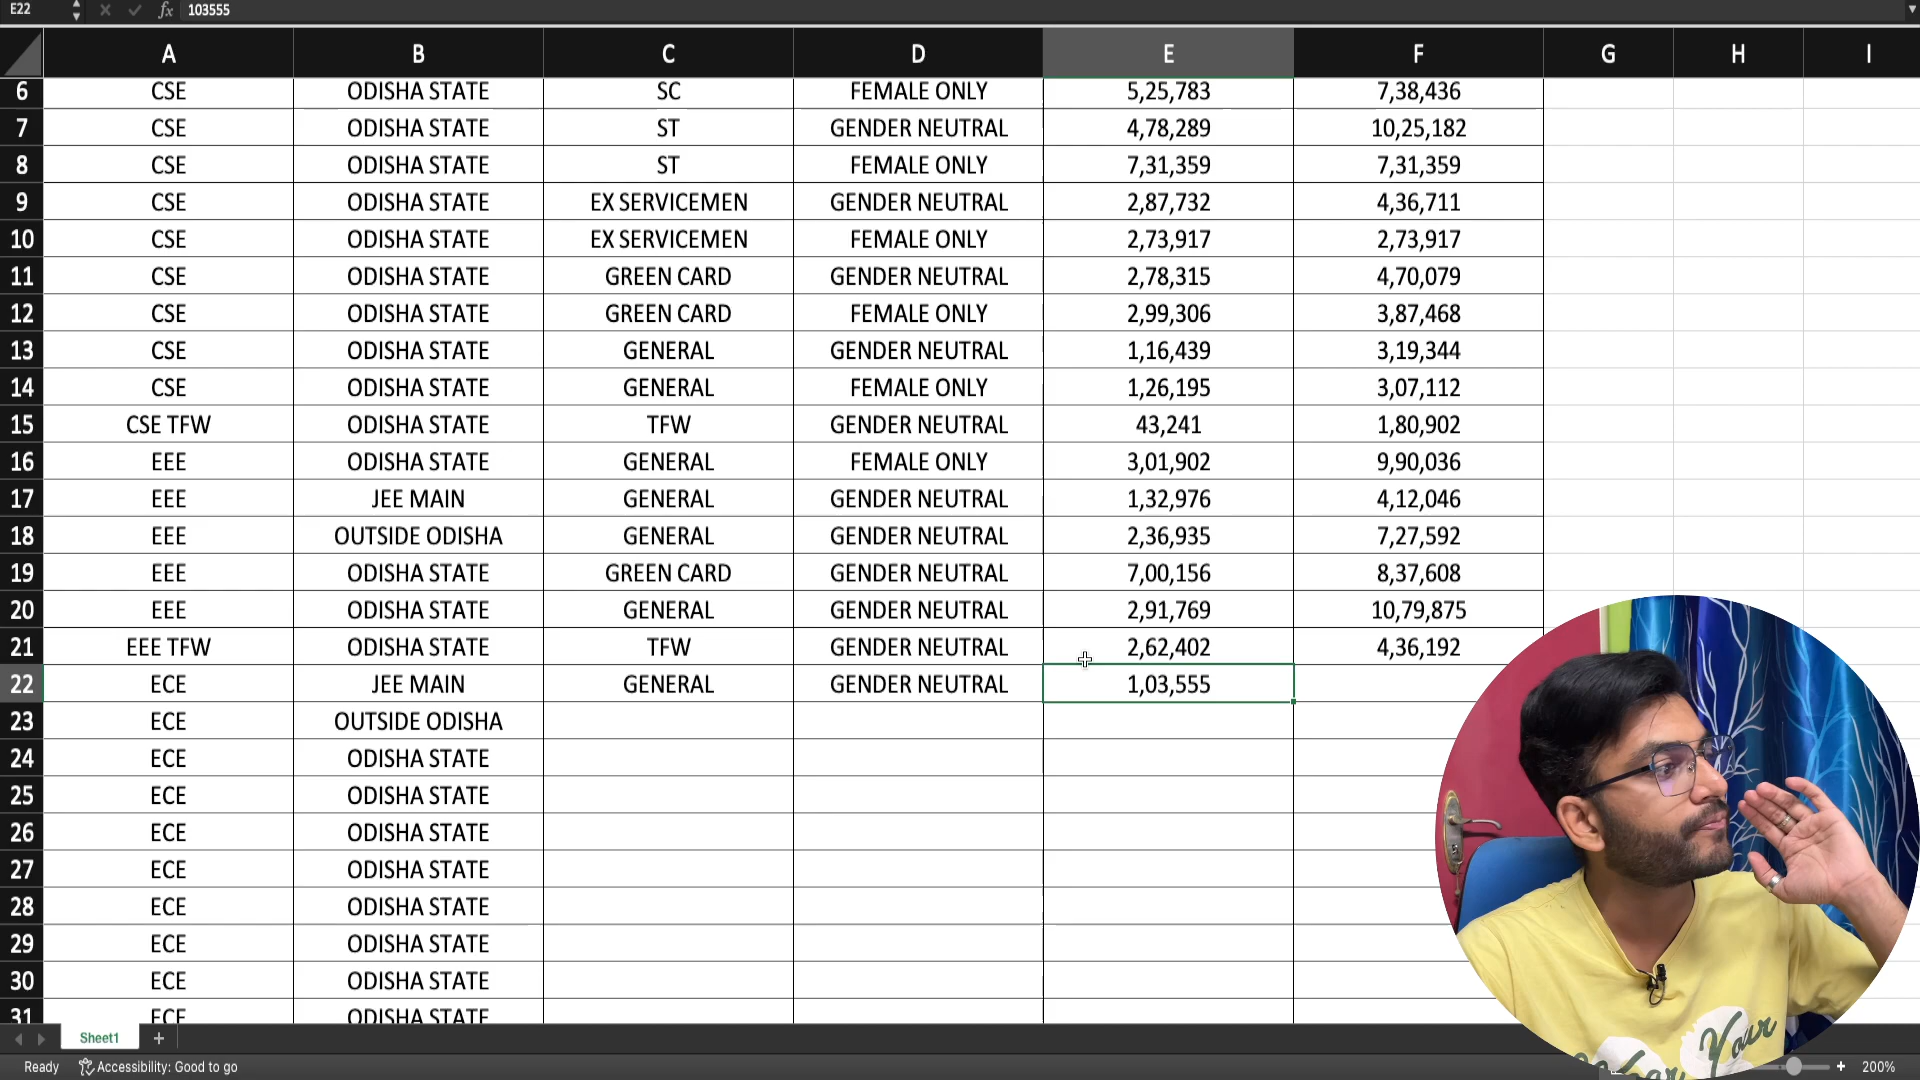 E22 fx 103555
A B C D E F G H I
6 CSE ODISHA STATE SC FEMALE ONLY 5,25,783 7,38,436
7 CSE ODISHA STATE ST GENDER NEUTRAL 4,78,289 10,25,182
8 CSE ODISHA STATE ST FEMALE ONLY 7,31,359 7,31,359
9 CSE ODISHA STATE EX SERVICEMEN GENDER NEUTRAL 2,87,732 4,36,711
10 CSE ODISHA STATE EX SERVICEMEN FEMALE ONLY 2,73,917 2,73,917
11 CSE ODISHA STATE GREEN CARD GENDER NEUTRAL 2,78,315 4,70,079
12 CSE ODISHA STATE GREEN CARD FEMALE ONLY 2,99,306 3,87,468
13 CSE ODISHA STATE GENERAL GENDER NEUTRAL 1,16,439 3,19,344
14 CSE ODISHA STATE GENERAL FEMALE ONLY 1,26,195 3,07,112
15 CSE TFW ODISHA STATE TFW GENDER NEUTRAL 43,241 1,80,902
16 EEE ODISHA STATE GENERAL FEMALE ONLY 3,01,902 9,90,036
17 EEE JEE MAIN GENERAL GENDER NEUTRAL 1,32,976 4,12,046
18 EEE OUTSIDE ODISHA GENERAL GENDER NEUTRAL 2,36,935 7,27,592
19 EEE ODISHA STATE GREEN CARD GENDER NEUTRAL 7,00,156 8,37,608
20 EEE ODISHA STATE GENERAL GENDER NEUTRAL 2,91,769 10,79,875
21 EEE TFW ODISHA STATE TFW GENDER NEUTRAL 2,62,402 4,36,192
22 ECE JEE MAIN GENERAL GENDER NEUTRAL 1,03,555
23 ECE OUTSIDE ODISHA
24 ECE ODISHA STATE
25 ECE ODISHA STATE
26 ECE ODISHA STATE
27 ECE ODISHA STATE
28 ECE ODISHA STATE
29 ECE ODISHA STATE
30 ECE ODISHA STATE
31 ECE ODISHA STATE
Your
Sheet1 +
Ready Accessibility: Good to go + 200%